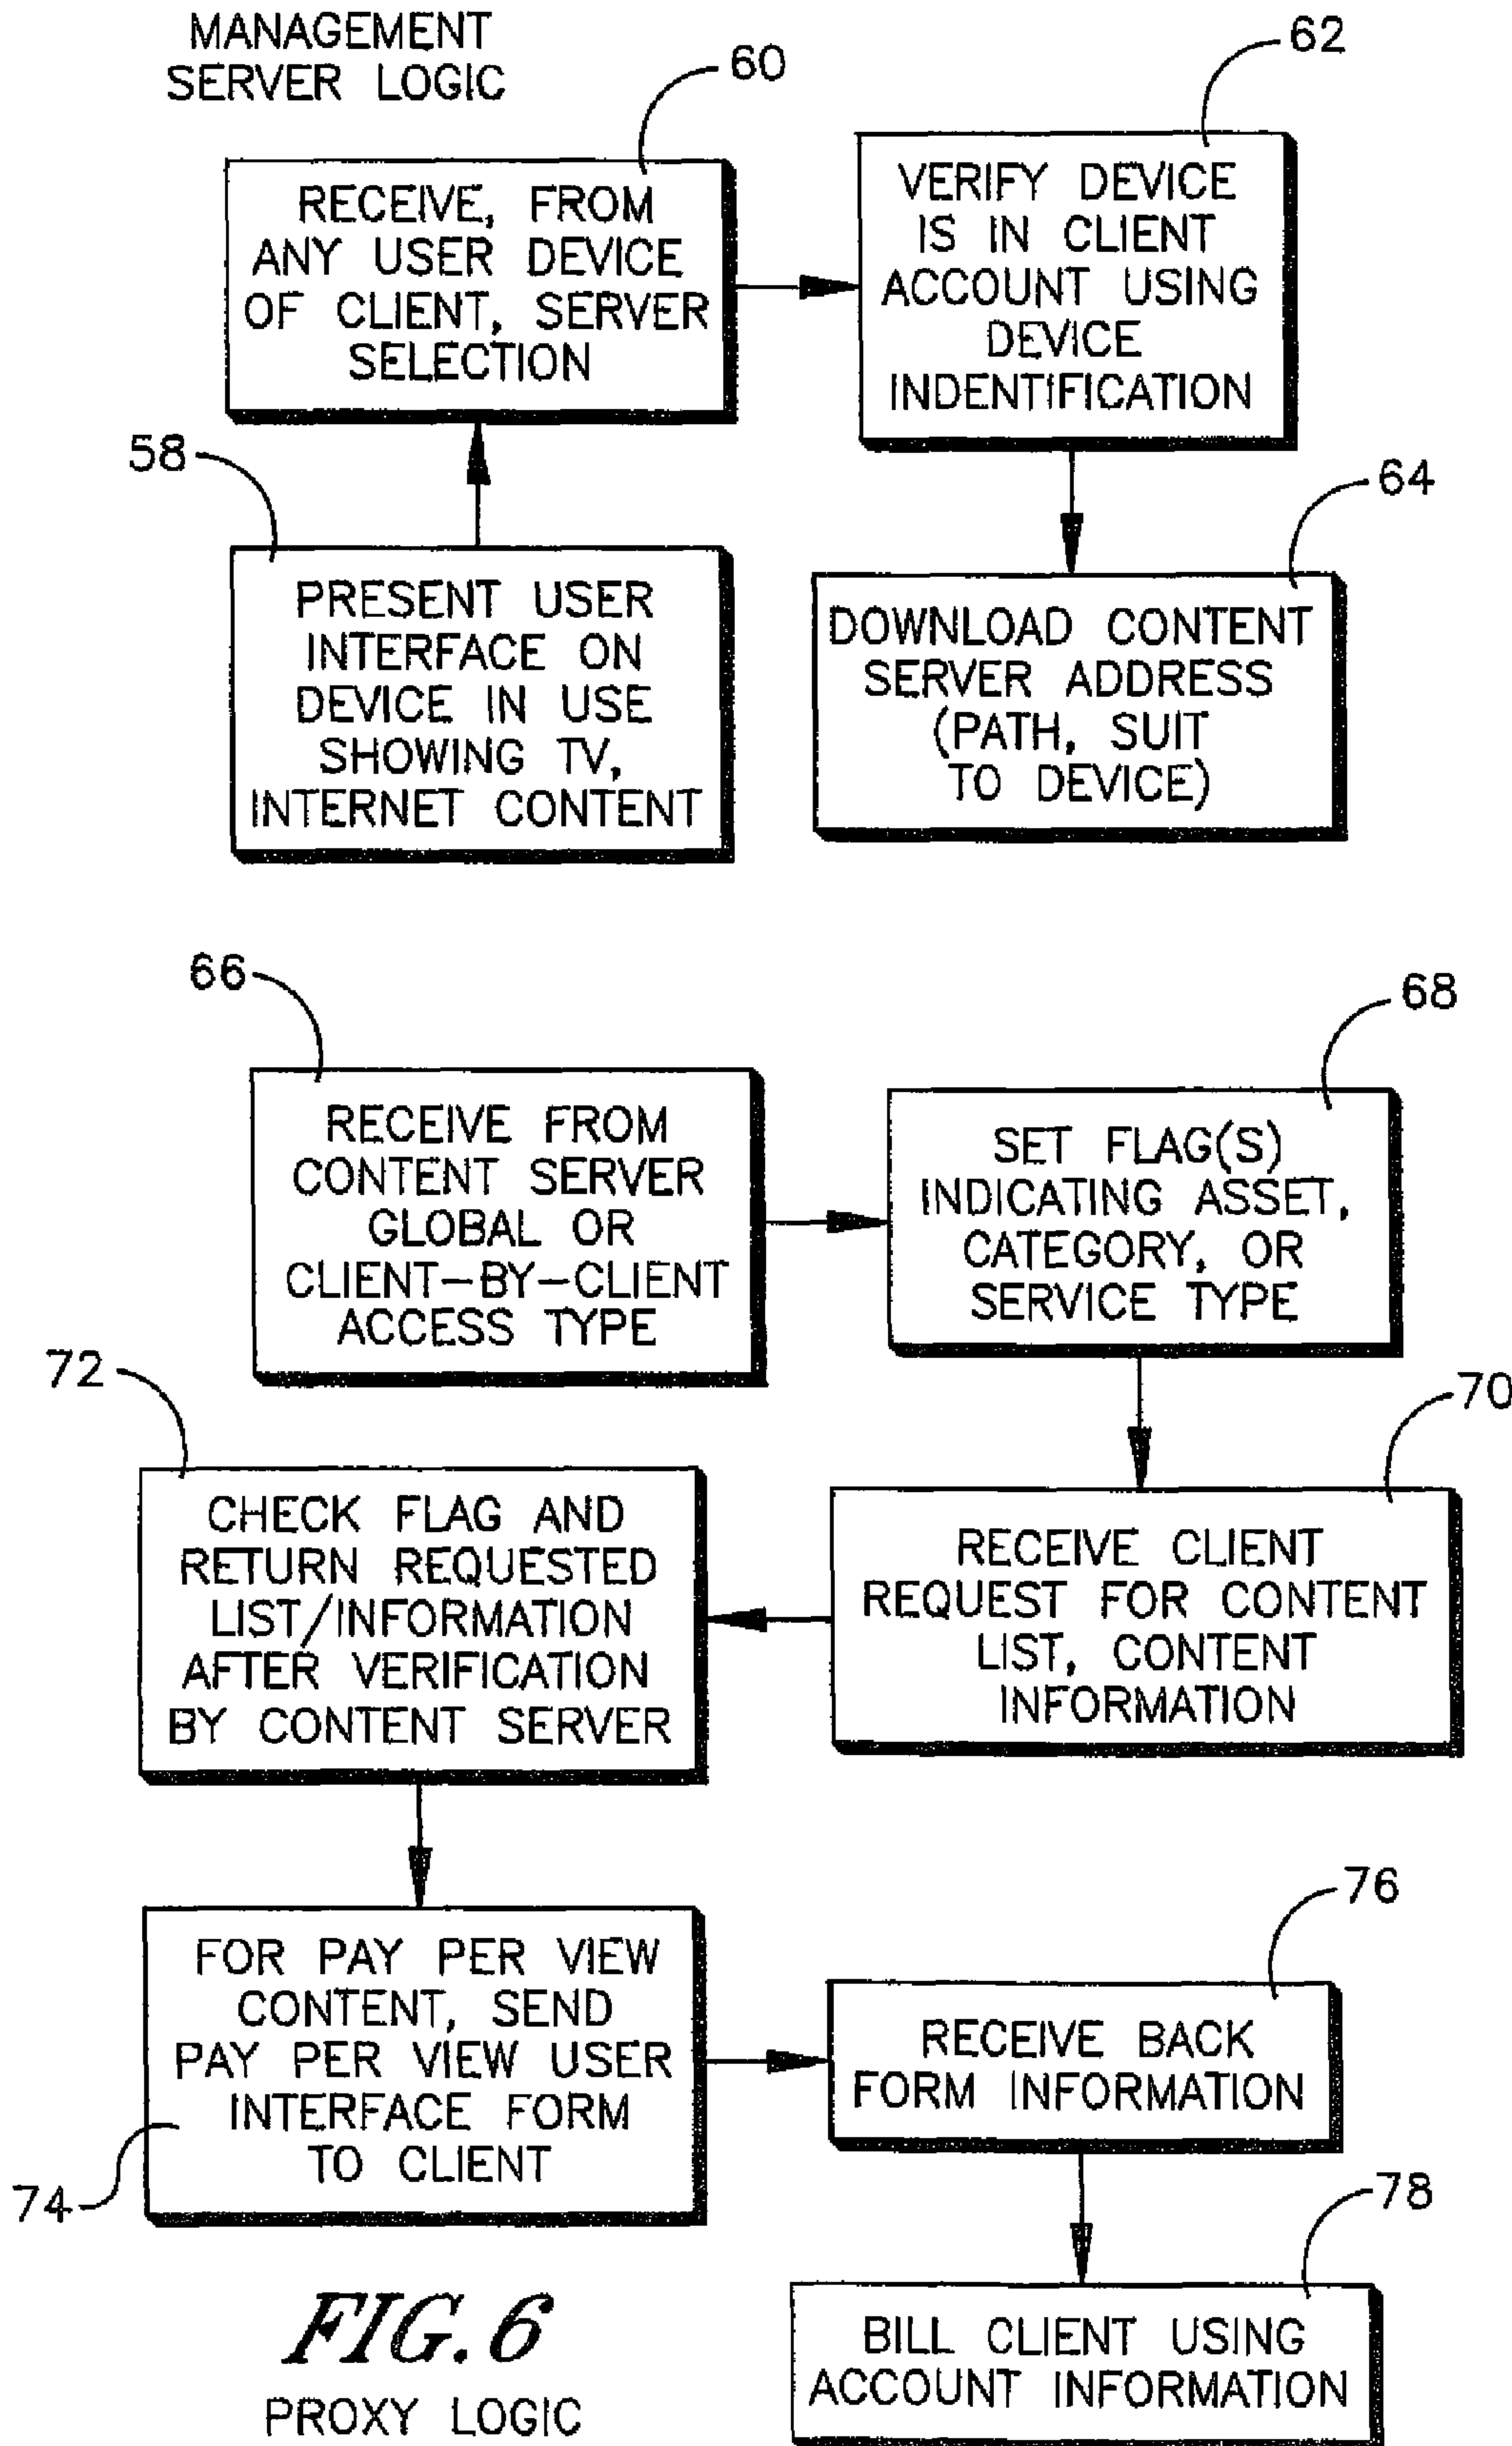 MANAGEMENT
SERVER LOGIC
60
62
RECEIVE, FROM
ANY USER DEVICE
OF CLIENT, SERVER
SELECTION
VERIFY DEVICE
IS IN CLIENT
ACCOUNT USING
DEVICE
INDENTIFICATION
58
64
PRESENT USER
INTERFACE ON
DEVICE IN USE
SHOWING TV,
INTERNET CONTENT
DOWNLOAD CONTENT
SERVER ADDRESS
(PATH, SUIT
TO DEVICE)
66
68
RECEIVE FROM
CONTENT SERVER
GLOBAL OR
CLIENT-BY-CLIENT
ACCESS TYPE
SET FLAG(S)
INDICATING ASSET,
CATEGORY, OR
SERVICE TYPE
72
70
CHECK FLAG AND
RETURN REQUESTED
LIST/INFORMATION
AFTER VERIFICATION
BY CONTENT SERVER
RECEIVE CLIENT
REQUEST FOR CONTENT
LIST, CONTENT
INFORMATION
76
FOR PAY PER VIEW
CONTENT, SEND
PAY PER VIEW USER
INTERFACE FORM
TO CLIENT
RECEIVE BACK
FORM INFORMATION
74
78
BILL CLIENT USING
ACCOUNT INFORMATION
FIG. 6
PROXY LOGIC